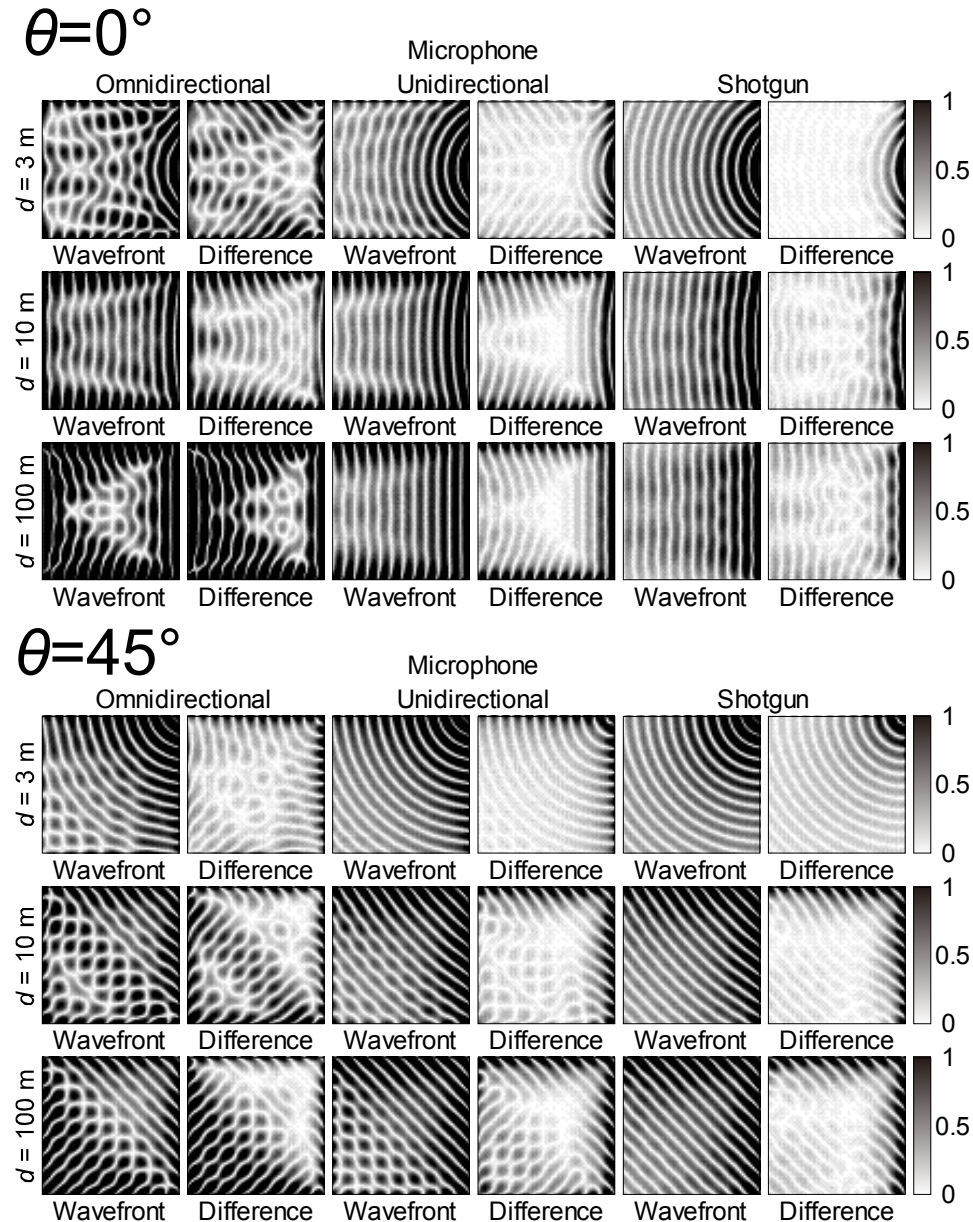 θ=0°
Microphone
Omnidirectional Unidirectional Shotgun
d = 3 m
1
0.5
0
Wavefront Difference Wavefront Difference Wavefront Difference
d = 10 m
1
0.5
0
Wavefront Difference Wavefront Difference Wavefront Difference
d = 100 m
1
0.5
0
Wavefront Difference Wavefront Difference Wavefront Difference
θ=45°
Microphone
Omnidirectional Unidirectional Shotgun
d = 3 m
1
0.5
0
Wavefront Difference Wavefront Difference Wavefront Difference
d = 10 m
1
0.5
0
Wavefront Difference Wavefront Difference Wavefront Difference
d = 100 m
1
0.5
0
Wavefront Difference Wavefront Difference Wavefront Difference